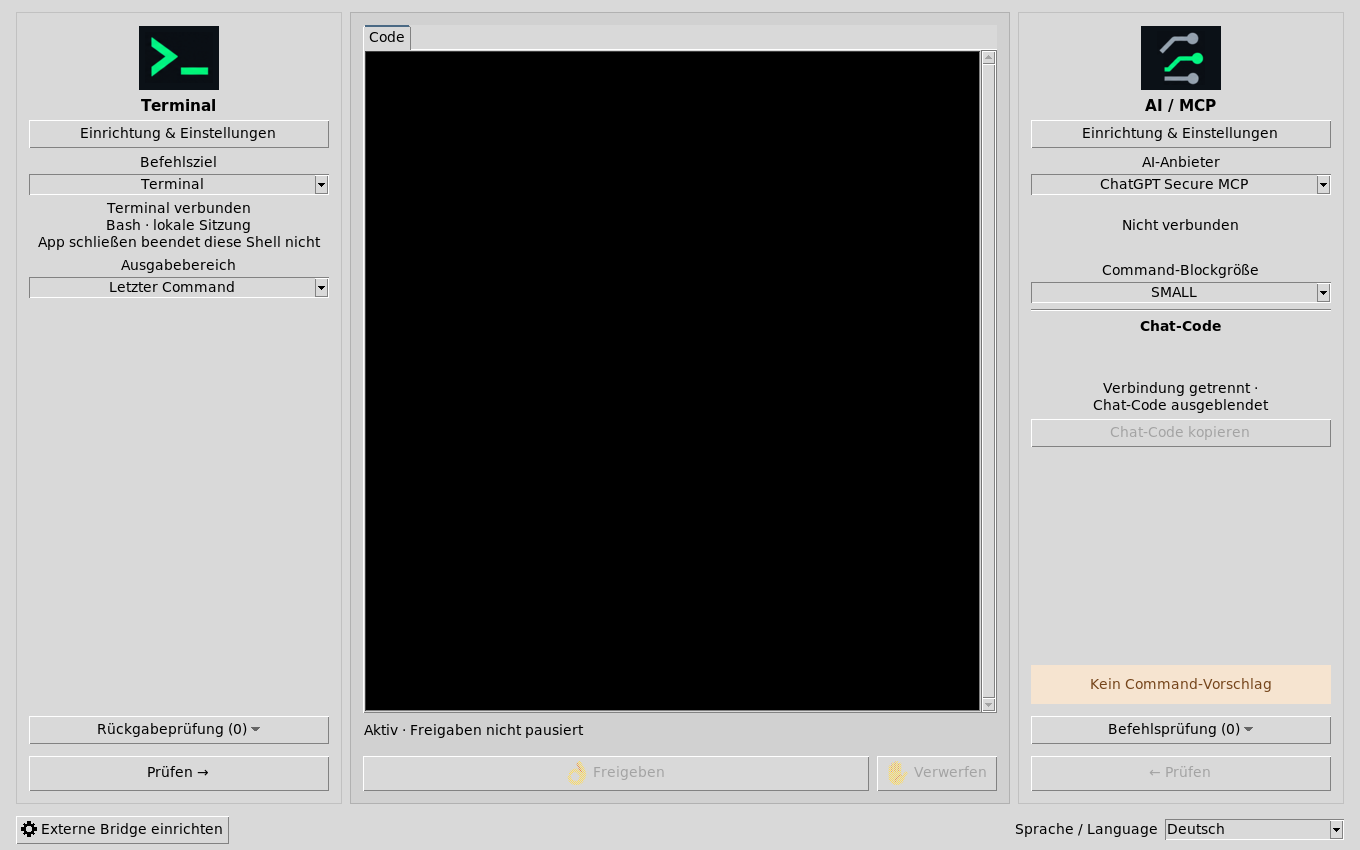 Terminal
Einrichtung & Einstellungen
Befehlsziel
Terminal
Terminal verbunden
Bash · lokale Sitzung
App schließen beendet diese Shell nicht
Ausgabebereich
Letzter Command
Rückgabeprüfung (0)
Prüfen →
Code
Aktiv · Freigaben nicht pausiert
Freigeben
Verwerfen
AI / MCP
Einrichtung & Einstellungen
AI-Anbieter
ChatGPT Secure MCP
Nicht verbunden
Command-Blockgröße
SMALL
Chat-Code
Verbindung getrennt ·
Chat-Code ausgeblendet
Chat-Code kopieren
Kein Command-Vorschlag
Befehlsprüfung (0)
← Prüfen
Externe Bridge einrichten
Sprache / Language Deutsch